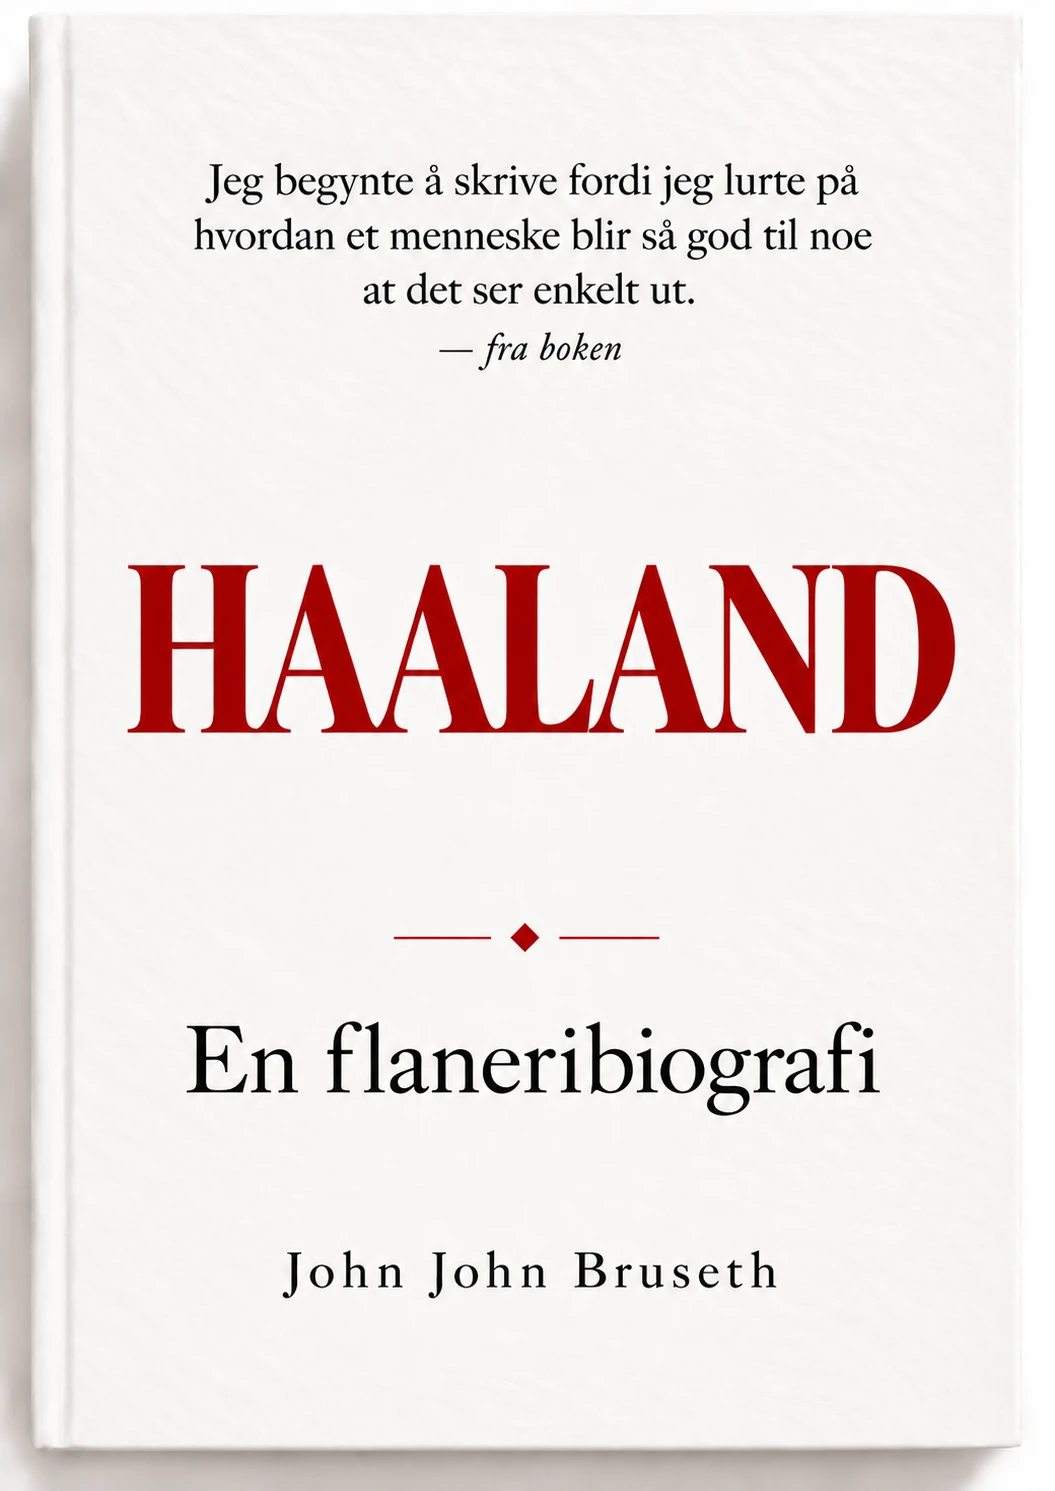 Jeg begynte å skrive fordi jeg lurte på
hvordan et menneske blir så god til noe
at det ser enkelt ut.
— fra boken
HAALAND
En flaneribiografi
John John Bruseth